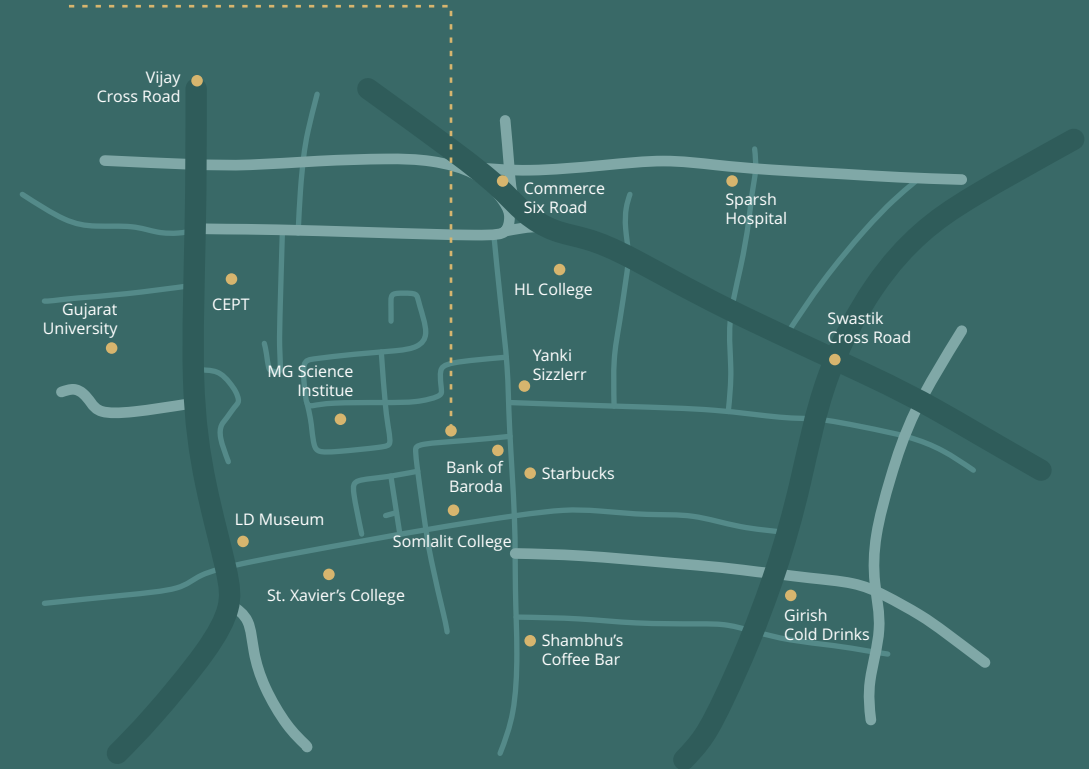 Vijay
Cross Road
Commerce
Six Road
Sparsh
Hospital
CEPT
HL College
Gujarat
University
Swastik
Cross Road
MG Science
Institue
Yanki
Sizzlerr
Bank of
Baroda
Starbucks
LD Museum
Somlalit College
St. Xavier’s College
Girish
Cold Drinks
Shambhu’s
Coffee Bar